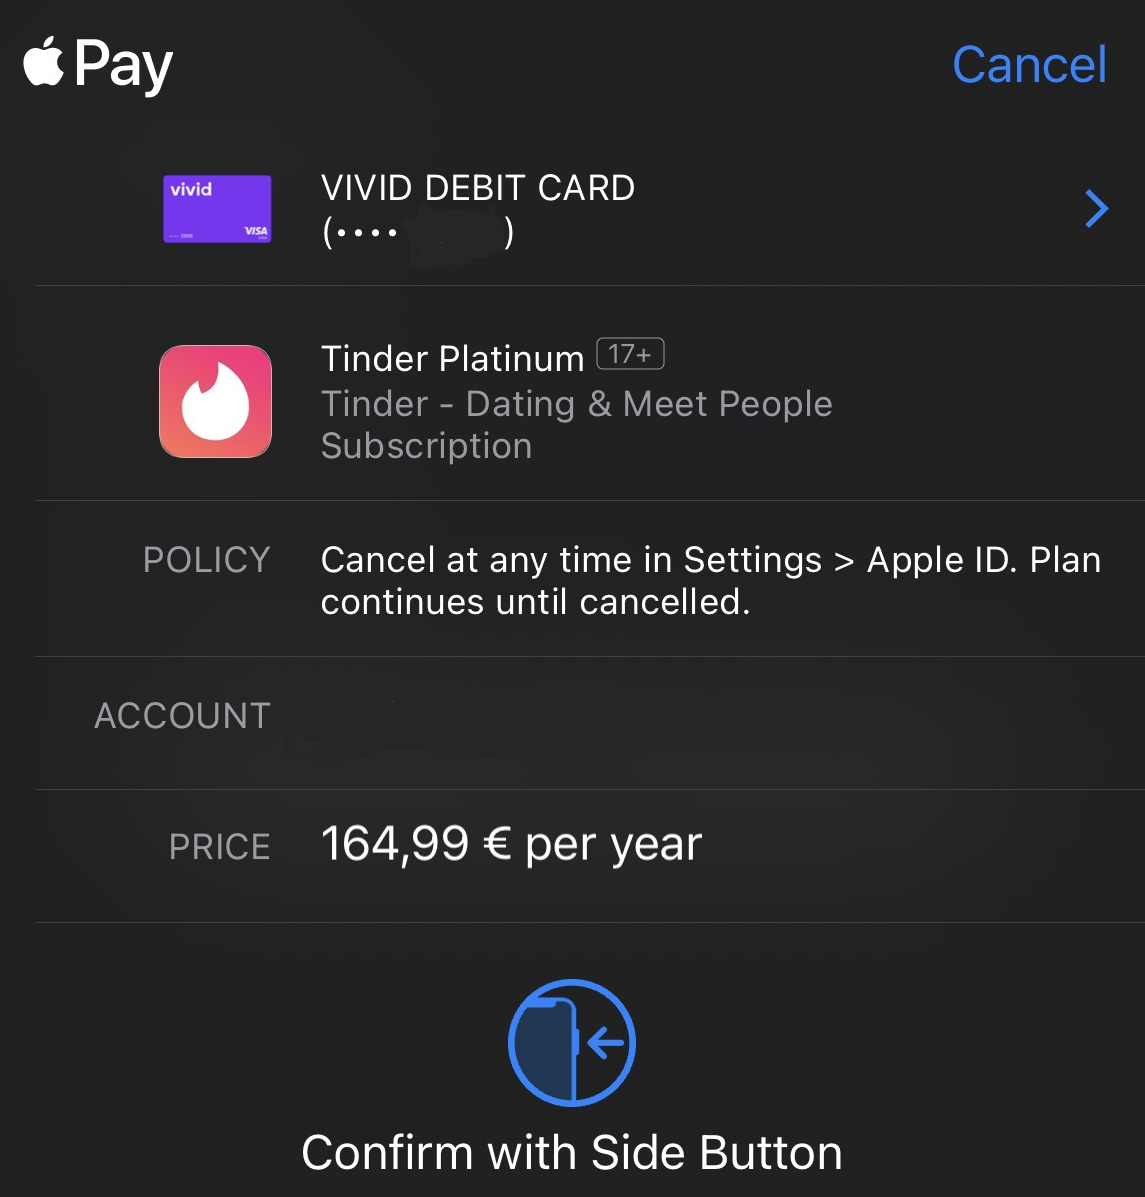 Pay
Cancel
vivid
VISA
VIVID DEBIT CARD
(•••• )
Tinder Platinum 17+
Tinder - Dating & Meet People
Subscription
POLICY
Cancel at any time in Settings > Apple ID. Plan
continues until cancelled.
ACCOUNT
PRICE
164,99 € per year
Confirm with Side Button